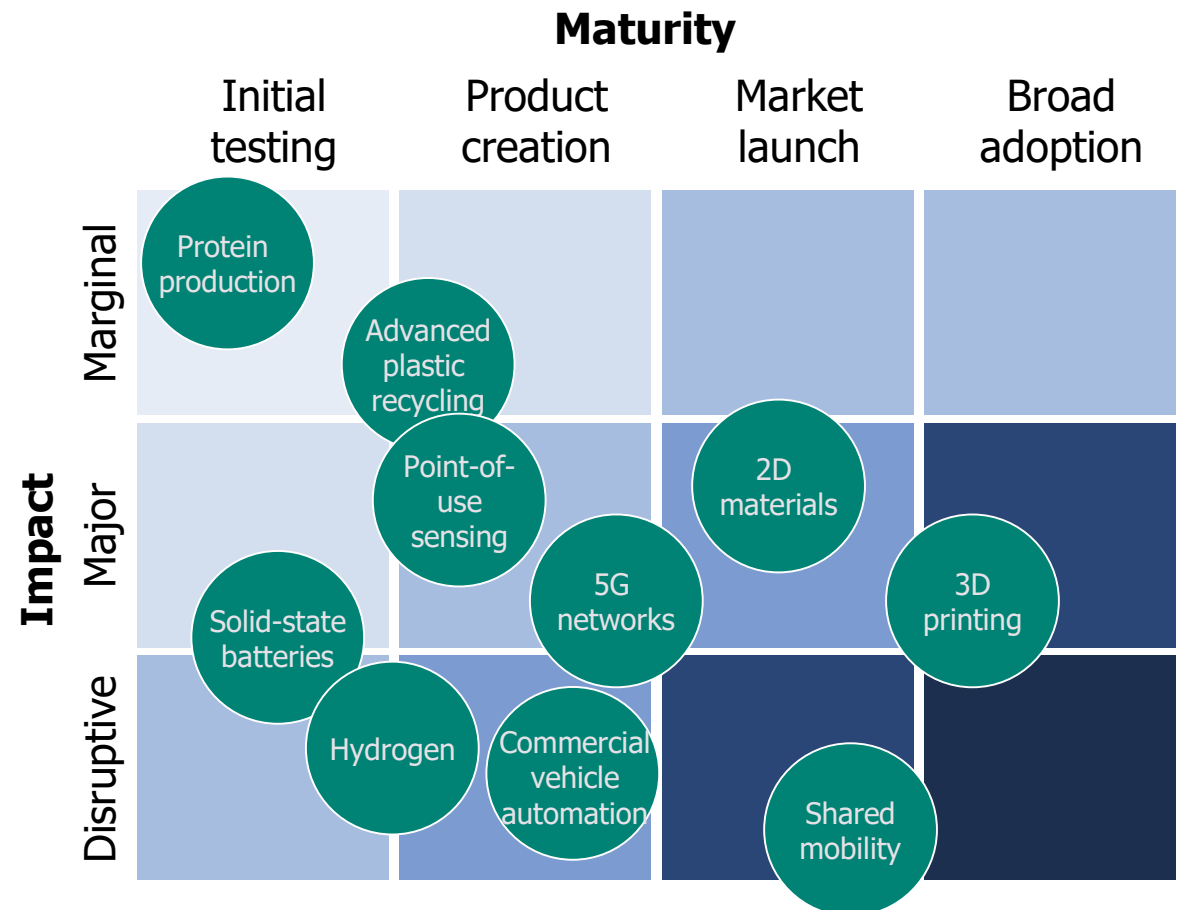 Maturity
Initial
testing
Product
creation
Market
launch
Broad
adoption
Impact
Marginal
Major
Disruptive
Protein
production
Advanced
plastic
recycling
Point-of-
use
sensing
2D
materials
5G
networks
3D
printing
Solid-state
batteries
Hydrogen
Commercial
vehicle
automation
Shared
mobility